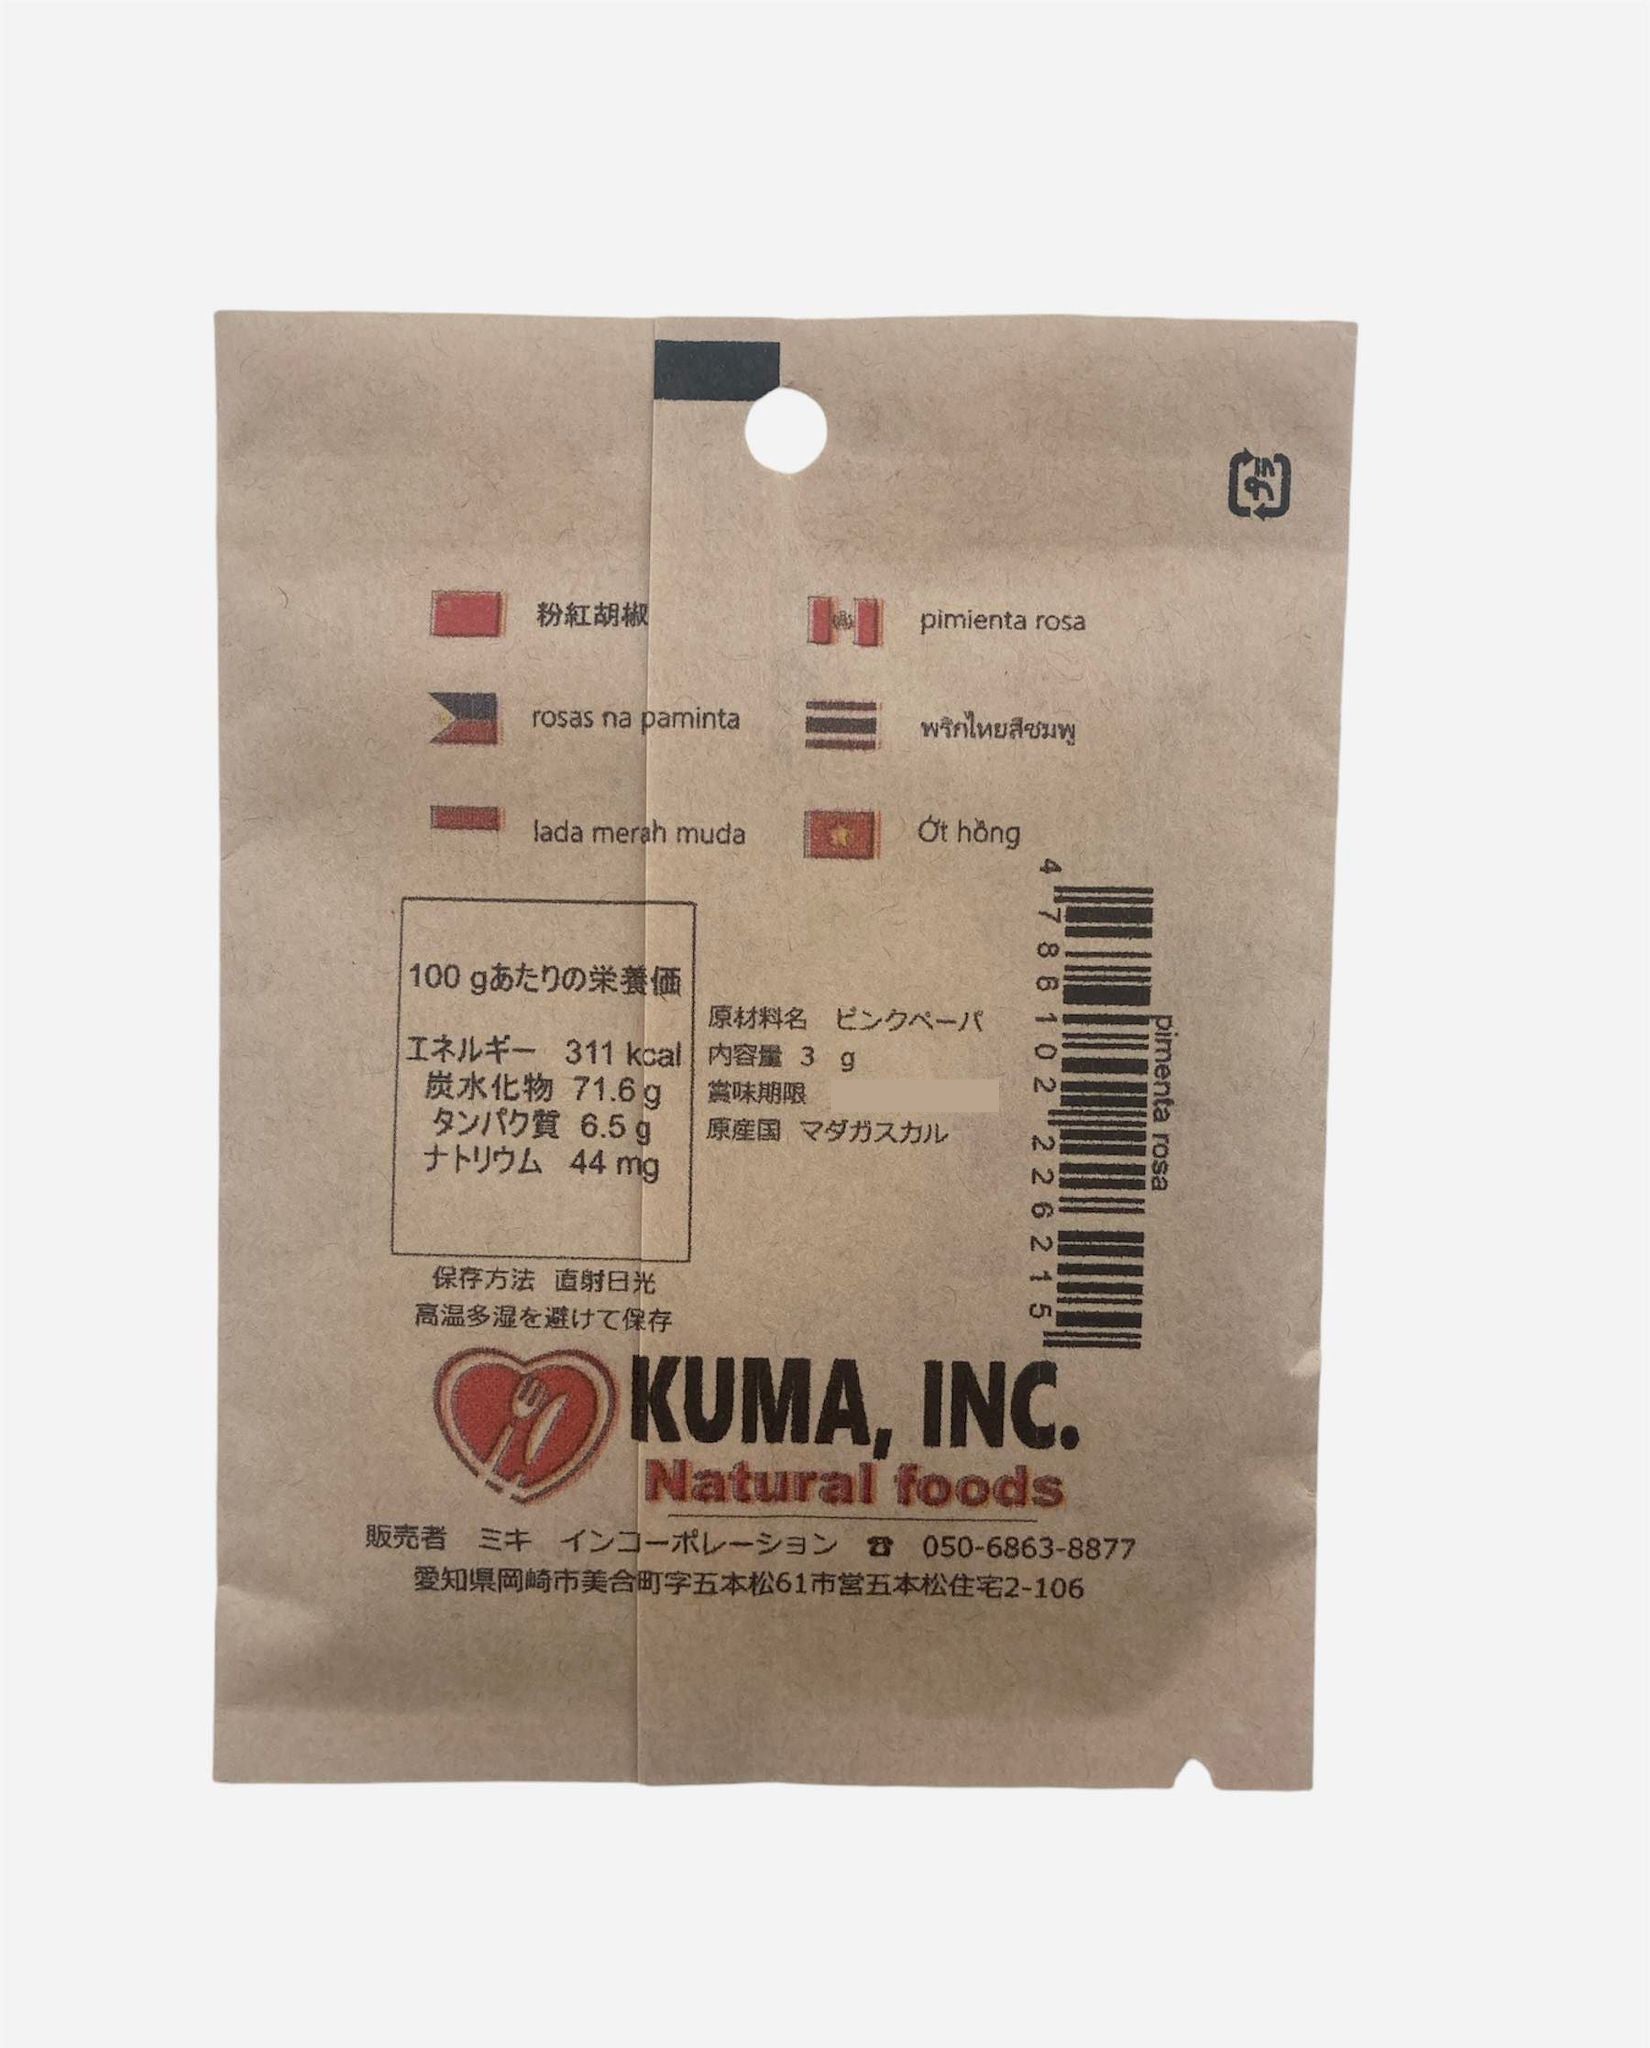 プラ
粉紅胡椒
pimienta rosa
rosas na paminta
พริกไทยสีชมพู
lada merah muda
Ớt hồng
100 gあたりの栄養価
エネルギー 311 kcal
炭水化物 71.6 g
タンパク質 6.5 g
ナトリウム 44 mg
原材料名 ピンクペーパ
内容量 3 g
賞味期限
原産国 マダガスカル
4 786102 226215
pimenta rosa
保存方法 直射日光
高温多湿を避けて保存
KUMA, INC.
Natural foods
販売者 ミキ インコーポレーション ☎ 050-6863-8877
愛知県岡崎市美合町字五本松61市営五本松住宅2-106